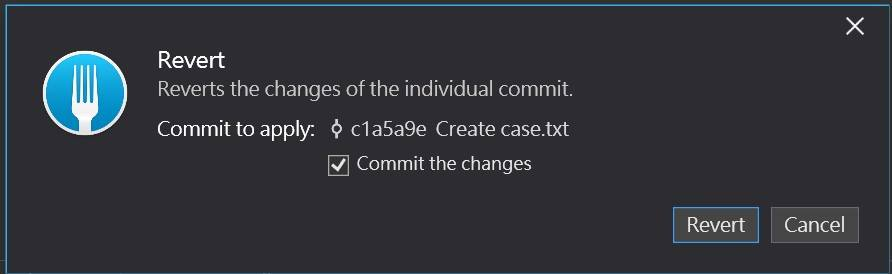 Revert
Reverts the changes of the individual commit.
Commit to apply: c1a5a9e Create case.txt
Commit the changes
Revert Cancel